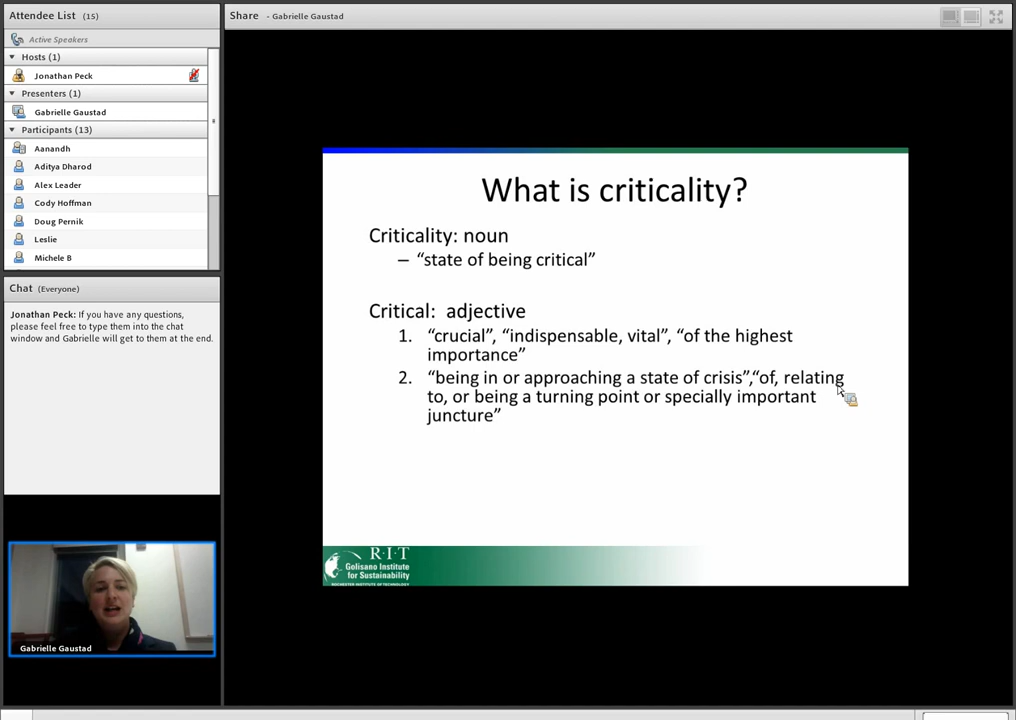 Attendee List (15)
Active Speakers
Hosts (1)
Jonathan Peck
Presenters (1)
Gabrielle Gaustad
Participants (13)
Aanandh
Aditya Dharod
Alex Leader
Cody Hoffman
Doug Pernik
Leslie
Michele B
Chat (Everyone)
Jonathan Peck: If you have any questions,
please feel free to type them into the chat
window and Gabrielle will get to them at the end.
Gabrielle Gaustad
Share - Gabrielle Gaustad
What is criticality?
Criticality: noun
– “state of being critical”
Critical: adjective
1. “crucial”, “indispensable, vital”, “of the highest
importance”
2. “being in or approaching a state of crisis”,“of, relating
to, or being a turning point or specially important
juncture”
R·I·T
Golisano Institute
for Sustainability
ROCHESTER INSTITUTE OF TECHNOLOGY